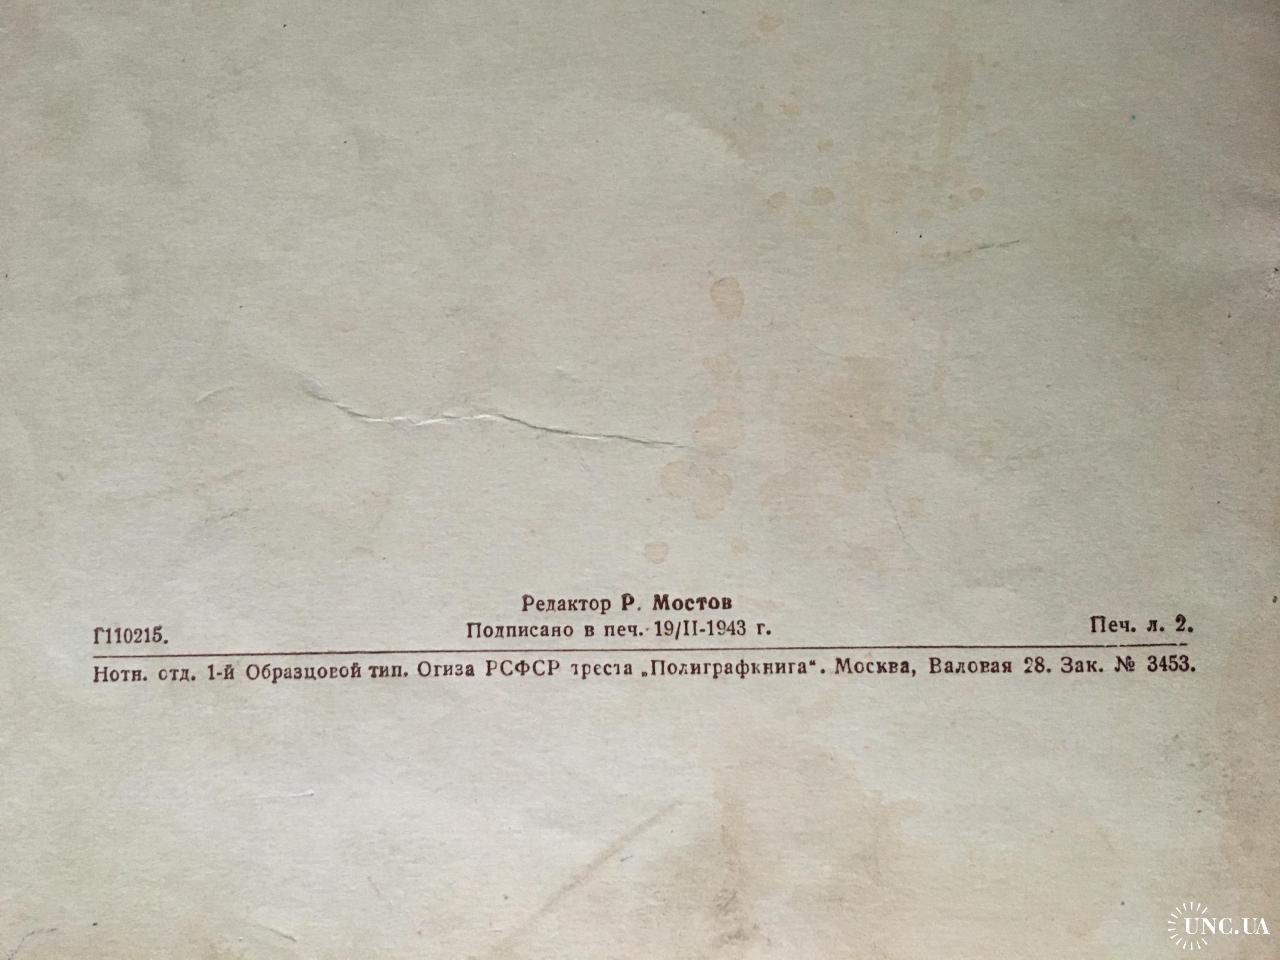 Редактор Р. Мостов
Г110215. Подписано в печ. 19/II-1943 г. Печ. л. 2.
Нотн. отд. 1-й Образцовой тип. Огиза РСФСР треста „Полиграфкнига“. Москва, Валовая 28. Зак. № 3453.
UNC.UA